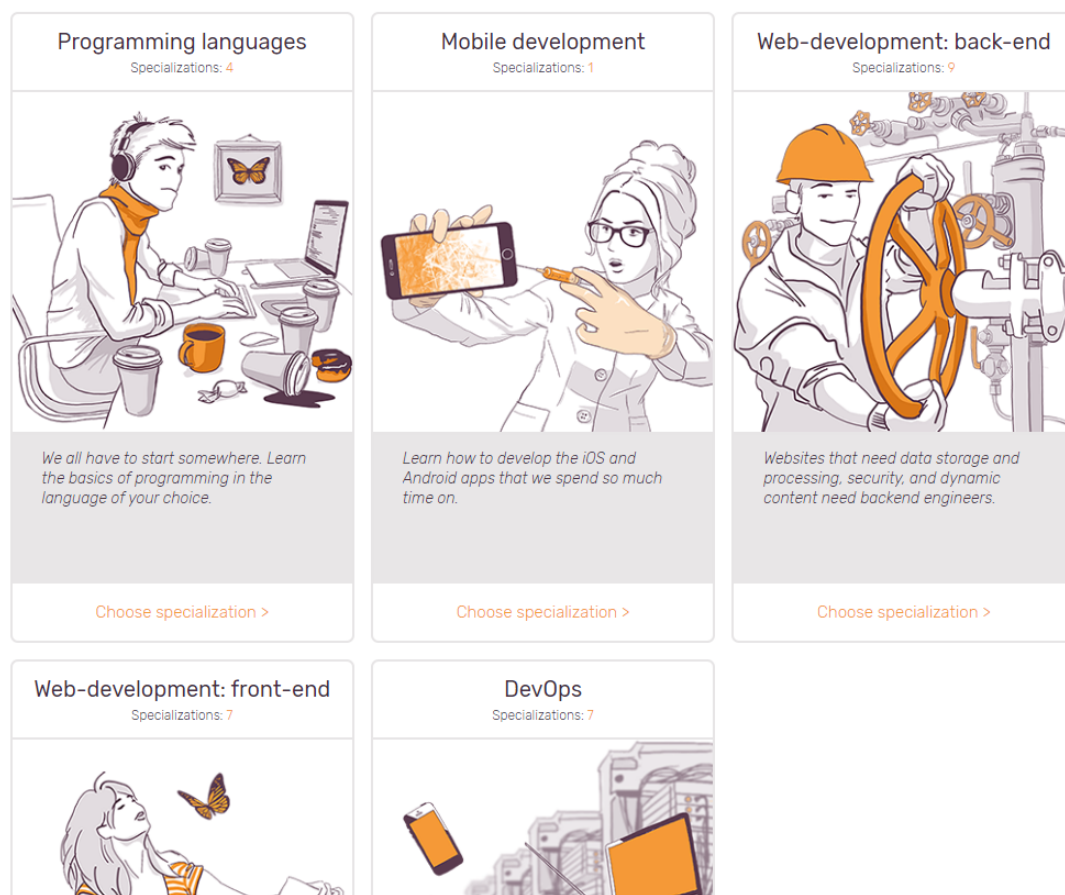 Programming languages
Specializations: 4
We all have to start somewhere. Learn
the basics of programming in the
language of your choice.
Choose specialization >
Mobile development
Specializations: 1
Learn how to develop the iOS and
Android apps that we spend so much
time on.
Choose specialization >
Web-development: back-end
Specializations: 9
Websites that need data storage and
processing, security, and dynamic
content need backend engineers.
Choose specialization >
Web-development: front-end
Specializations: 7
DevOps
Specializations: 7